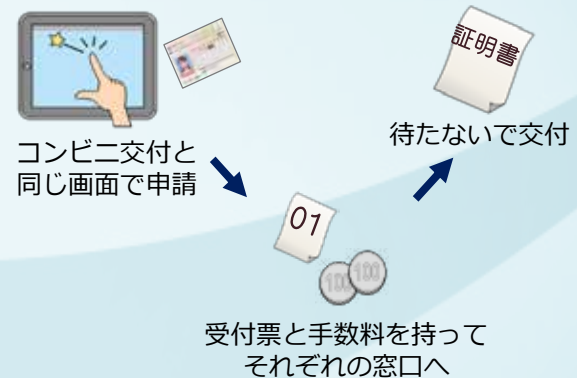 証明書
コンビニ交付と
同じ画面で申請
待たないで交付
01
100
100
受付票と手数料を持って
それぞれの窓口へ